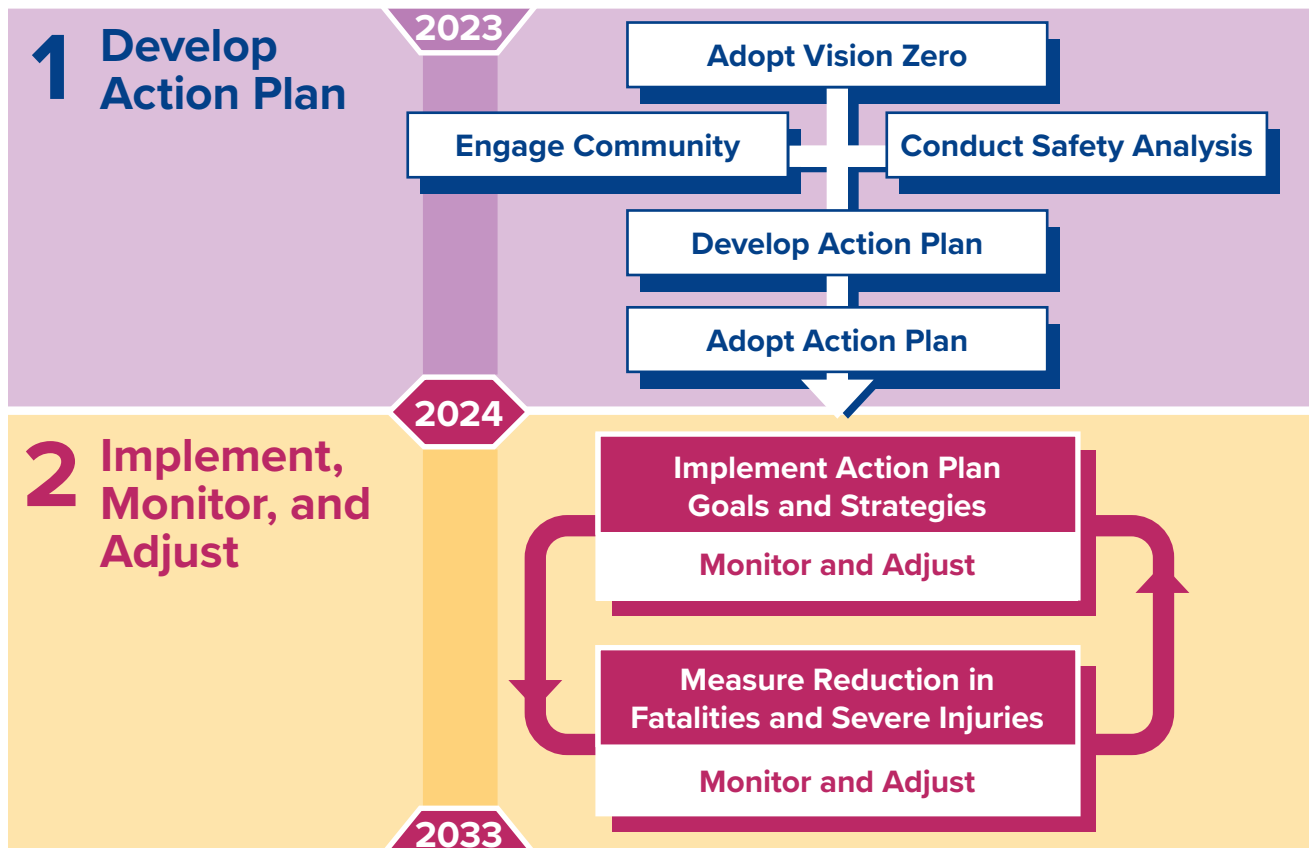 1
Develop
Action Plan
2023
Adopt Vision Zero
Engage Community
Conduct Safety Analysis
Develop Action Plan
Adopt Action Plan
2024
2
Implement,
Monitor, and
Adjust
Implement Action Plan
Goals and Strategies
Monitor and Adjust
Measure Reduction in
Fatalities and Severe Injuries
Monitor and Adjust
2033